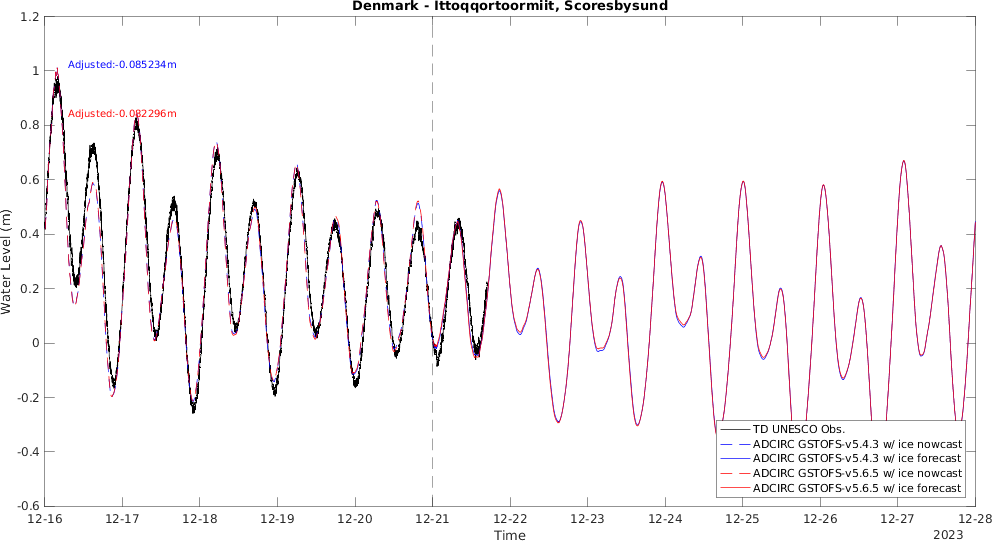 Denmark - Ittoqqortoormiit, Scoresbysund
1.2
1
0.8
0.6
0.4
0.2
0
-0.2
-0.4
-0.6
Water Level (m)
Adjusted:-0.085234m
Adjusted:-0.082296m
TD UNESCO Obs.
ADCIRC GSTOFS-v5.4.3 w/ ice nowcast
ADCIRC GSTOFS-v5.4.3 w/ ice forecast
ADCIRC GSTOFS-v5.6.5 w/ ice nowcast
ADCIRC GSTOFS-v5.6.5 w/ ice forecast
12-16 12-17 12-18 12-19 12-20 12-21 12-22 12-23 12-24 12-25 12-26 12-27 12-28
Time
2023